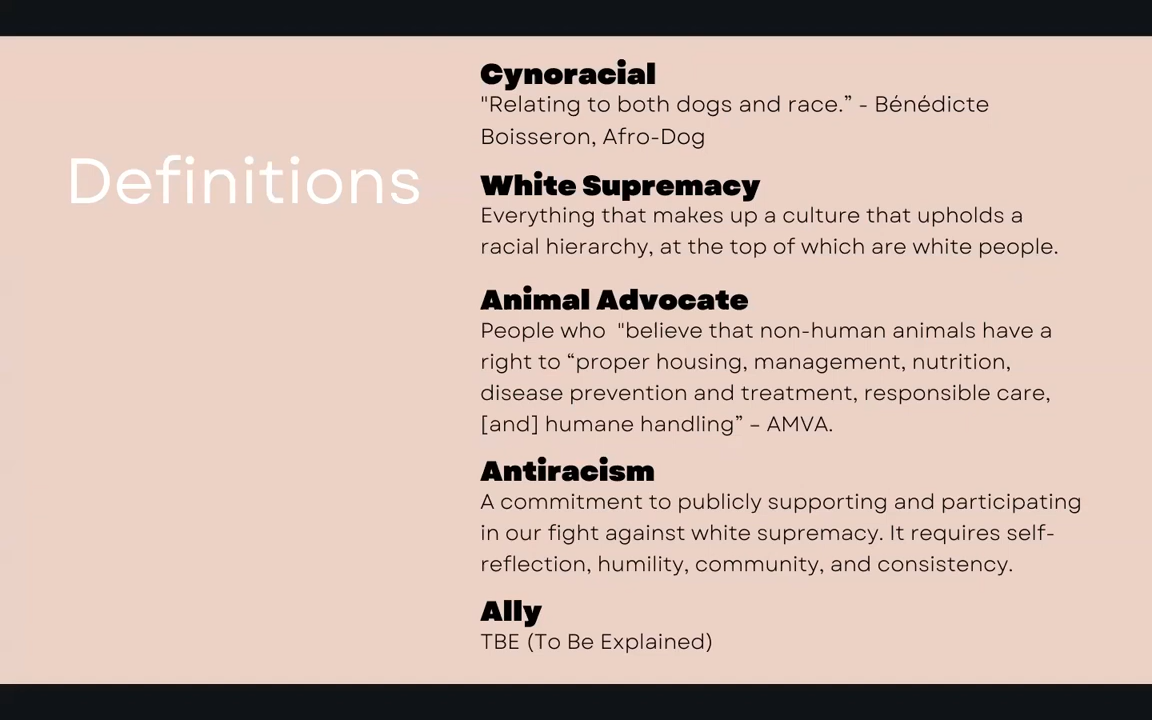 Definitions
Cynoracial
"Relating to both dogs and race.” - Bénédicte
Boisseron, Afro-Dog
White Supremacy
Everything that makes up a culture that upholds a
racial hierarchy, at the top of which are white people.
Animal Advocate
People who  "believe that non-human animals have a
right to “proper housing, management, nutrition,
disease prevention and treatment, responsible care,
[and] humane handling” – AMVA.
Antiracism
A commitment to publicly supporting and participating
in our fight against white supremacy. It requires self-
reflection, humility, community, and consistency.
Ally
TBE (To Be Explained)